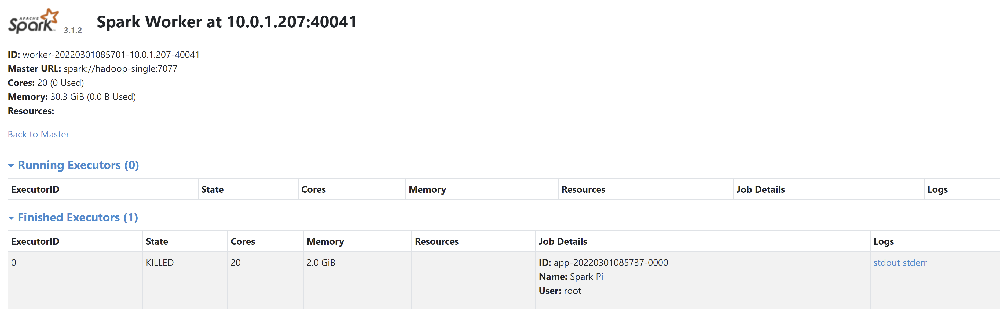 APACHE
Spark 3.1.2 Spark Worker at 10.0.1.207:40041
ID: worker-20220301085701-10.0.1.207-40041
Master URL: spark://hadoop-single:7077
Cores: 20 (0 Used)
Memory: 30.3 GiB (0.0 B Used)
Resources:
Back to Master
Running Executors (0)
ExecutorID State Cores Memory Resources Job Details Logs
Finished Executors (1)
ExecutorID State Cores Memory Resources Job Details Logs
0 KILLED 20 2.0 GiB ID: app-20220301085737-0000 stdout stderr
Name: Spark Pi
User: root